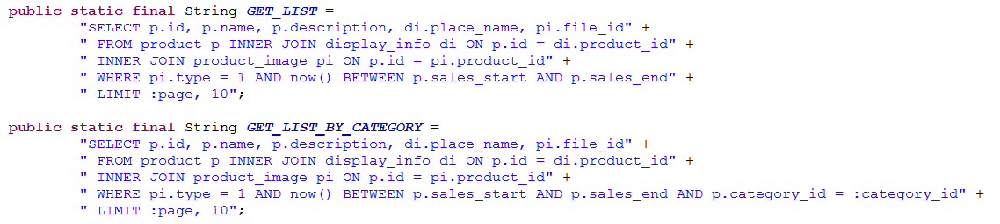 public static final String GET_LIST =
"SELECT p.id, p.name, p.description, di.place_name, pi.file_id" +
" FROM product p INNER JOIN display_info di ON p.id = di.product_id" +
" INNER JOIN product_image pi ON p.id = pi.product_id" +
" WHERE pi.type = 1 AND now() BETWEEN p.sales_start AND p.sales_end" +
" LIMIT :page, 10";
public static final String GET_LIST_BY_CATEGORY =
"SELECT p.id, p.name, p.description, di.place_name, pi.file_id" +
" FROM product p INNER JOIN display_info di ON p.id = di.product_id" +
" INNER JOIN product_image pi ON p.id = pi.product_id" +
" WHERE pi.type = 1 AND now() BETWEEN p.sales_start AND p.sales_end AND p.category_id = :category_id" +
" LIMIT :page, 10";